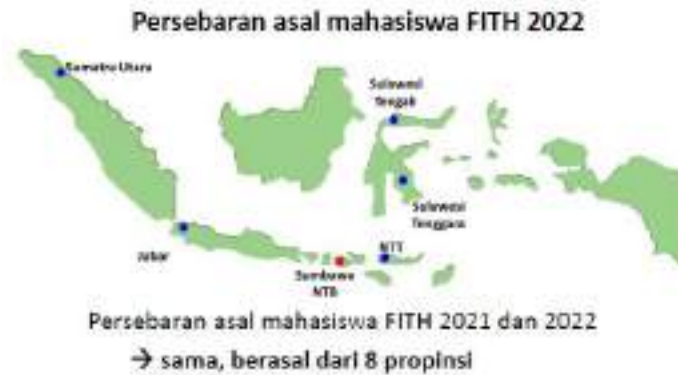 Persebaran asal mahasiswa FITH 2022
Sumatra Utara
Sulawesi
Tengah
Sulawesi
Tenggara
Jabar
NTT
Sumbawa
NTB
Persebaran asal mahasiswa FITH 2021 dan 2022
→ sama, berasal dari 8 propinsi